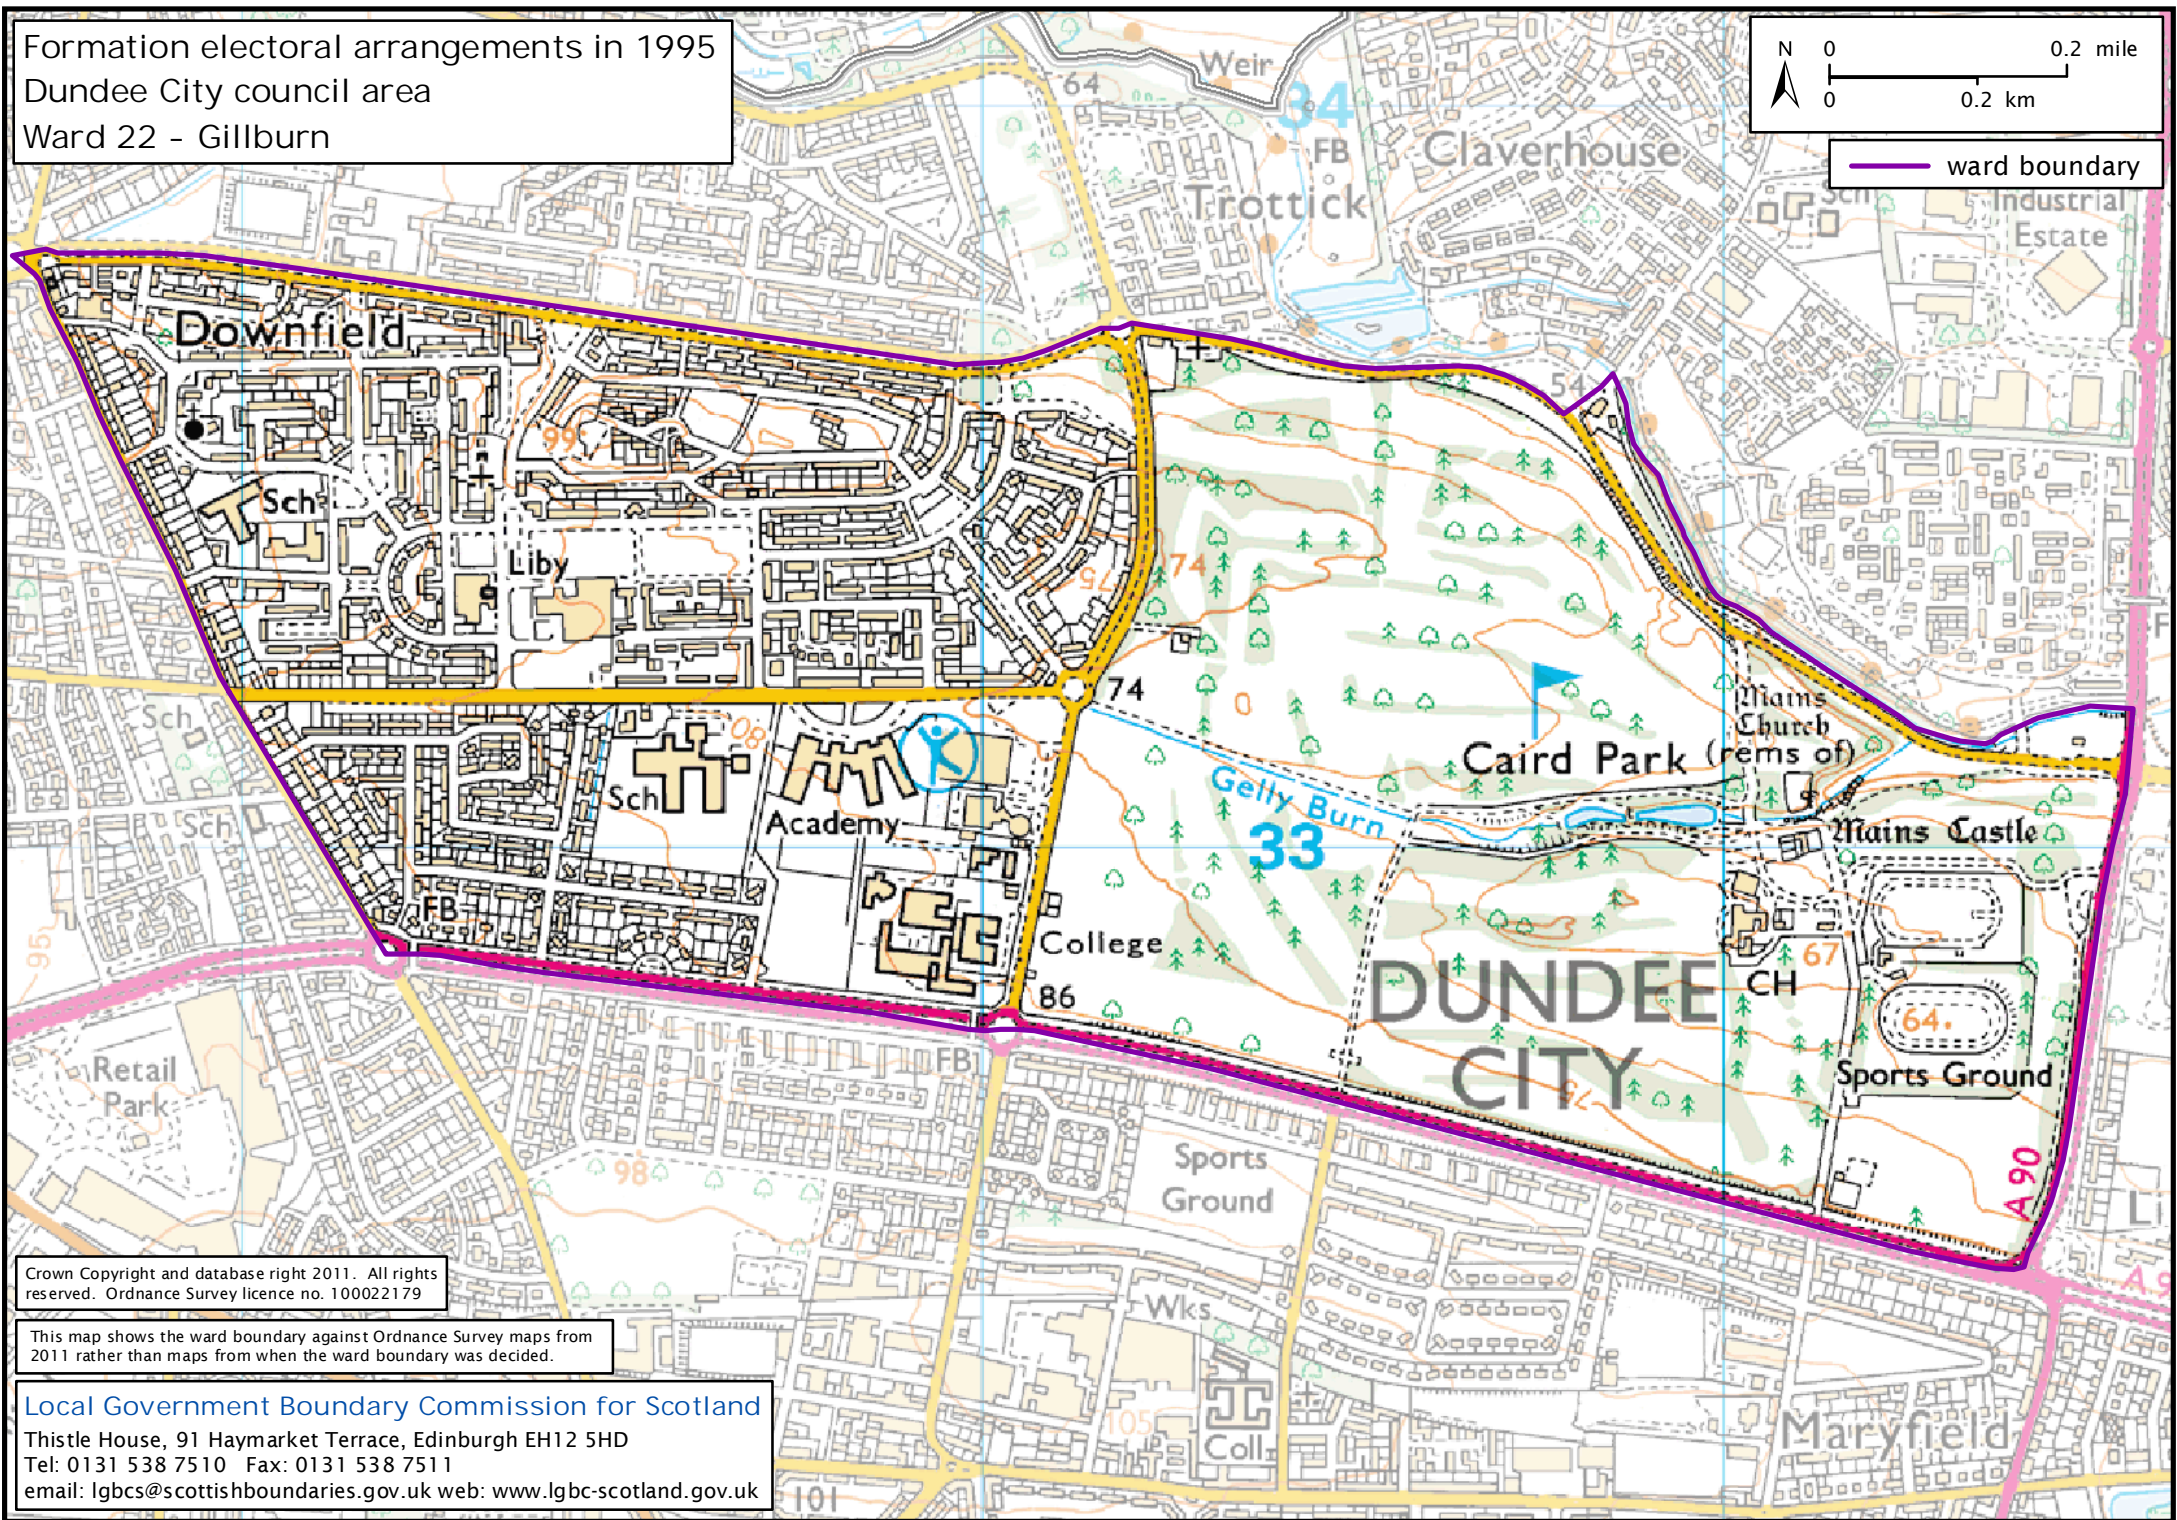 Formation electoral arrangements in 1995
Dundee City council area
Ward 22 - Gillburn
N 0 0.2 mile
0 0.2 km
ward boundary
Weir
64
34
FB
Claverhouse
Trottick
Sch
Industrial
Estate
Downfield
54
99
Sch
Liby
75
74
74
Mains
Church
(rems of)
Sch
80
Caird Park
Sch
Gelly Burn
Sch
Academy
33
Mains Castle
FB
College
95
67
CH
DUNDEE
CITY
86
64
FB
Retail
Park
75
Sports Ground
98
Sports
Ground
A 90
Wks
105
Coll
Maryfield
101
Crown Copyright and database right 2011. All rights
reserved. Ordnance Survey licence no. 100022179
This map shows the ward boundary against Ordnance Survey maps from
2011 rather than maps from when the ward boundary was decided.
Local Government Boundary Commission for Scotland
Thistle House, 91 Haymarket Terrace, Edinburgh EH12 5HD
Tel: 0131 538 7510 Fax: 0131 538 7511
email: lgbcs@scottishboundaries.gov.uk web: www.lgbc-scotland.gov.uk